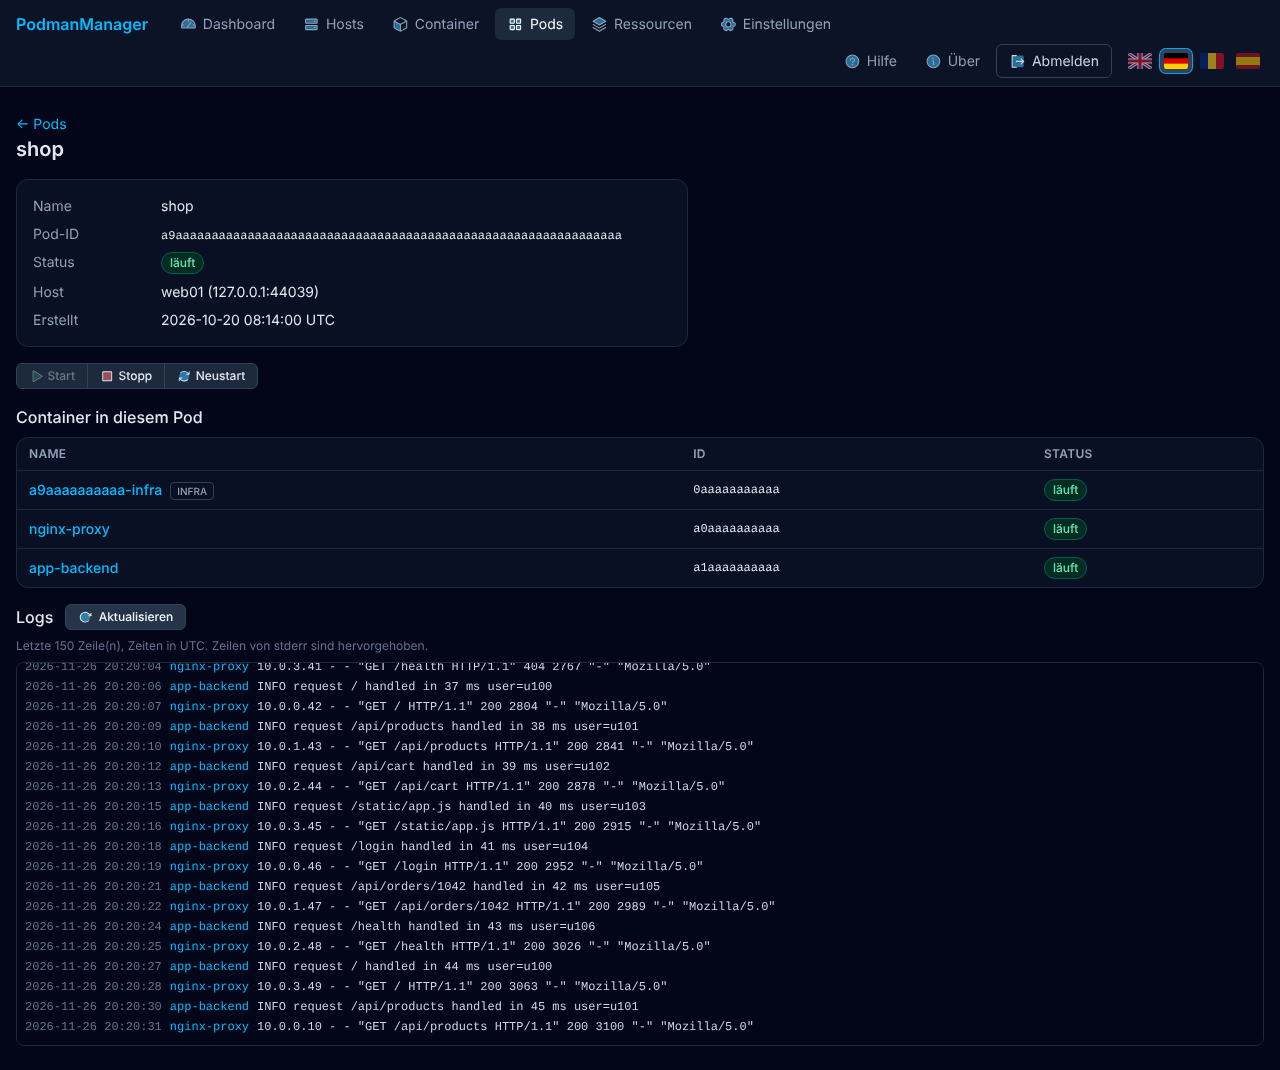 PodmanManager Dashboard Hosts Container Pods Ressourcen Einstellungen
Hilfe Über Abmelden
← Pods
shop
Name shop
Pod-ID
Status läuft
Host web01 (127.0.0.1:44039)
Erstellt 2026-10-20 08:14:00 UTC
Start Stopp Neustart
Container in diesem Pod
NAME ID STATUS
a9aaaaaaaaaa-infra INFRA 0aaaaaaaaaaa läuft
nginx-proxy a0aaaaaaaaaa läuft
app-backend a1aaaaaaaaaa läuft
Logs Aktualisieren
Letzte 150 Zeile(n), Zeiten in UTC. Zeilen von stderr sind hervorgehoben.
2026-11-26 20:20:04 nginx-proxy 10.0.3.41 - - "GET /health HTTP/1.1" 404 2767 "-" "Mozilla/5.0"
2026-11-26 20:20:06 app-backend INFO request / handled in 37 ms user=u100
2026-11-26 20:20:07 nginx-proxy 10.0.0.42 - - "GET / HTTP/1.1" 200 2804 "-" "Mozilla/5.0"
2026-11-26 20:20:09 app-backend INFO request /api/products handled in 38 ms user=u101
2026-11-26 20:20:10 nginx-proxy 10.0.1.43 - - "GET /api/products HTTP/1.1" 200 2841 "-" "Mozilla/5.0"
2026-11-26 20:20:12 app-backend INFO request /api/cart handled in 39 ms user=u102
2026-11-26 20:20:13 nginx-proxy 10.0.2.44 - - "GET /api/cart HTTP/1.1" 200 2878 "-" "Mozilla/5.0"
2026-11-26 20:20:15 app-backend INFO request /static/app.js handled in 40 ms user=u103
2026-11-26 20:20:16 nginx-proxy 10.0.3.45 - - "GET /static/app.js HTTP/1.1" 200 2915 "-" "Mozilla/5.0"
2026-11-26 20:20:18 app-backend INFO request /login handled in 41 ms user=u104
2026-11-26 20:20:19 nginx-proxy 10.0.0.46 - - "GET /login HTTP/1.1" 200 2952 "-" "Mozilla/5.0"
2026-11-26 20:20:21 app-backend INFO request /api/orders/1042 handled in 42 ms user=u105
2026-11-26 20:20:22 nginx-proxy 10.0.1.47 - - "GET /api/orders/1042 HTTP/1.1" 200 2989 "-" "Mozilla/5.0"
2026-11-26 20:20:24 app-backend INFO request /health handled in 43 ms user=u106
2026-11-26 20:20:25 nginx-proxy 10.0.2.48 - - "GET /health HTTP/1.1" 200 3026 "-" "Mozilla/5.0"
2026-11-26 20:20:27 app-backend INFO request / handled in 44 ms user=u100
2026-11-26 20:20:28 nginx-proxy 10.0.3.49 - - "GET / HTTP/1.1" 200 3063 "-" "Mozilla/5.0"
2026-11-26 20:20:30 app-backend INFO request /api/products handled in 45 ms user=u101
2026-11-26 20:20:31 nginx-proxy 10.0.0.10 - - "GET /api/products HTTP/1.1" 200 3100 "-" "Mozilla/5.0"